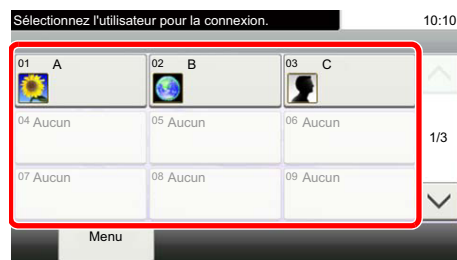 Sélectionnez l'utilisateur pour la connexion. 10:10
01 A 02 B 03 C
04 Aucun 05 Aucun 06 Aucun
1/3
07 Aucun 08 Aucun 09 Aucun
Menu